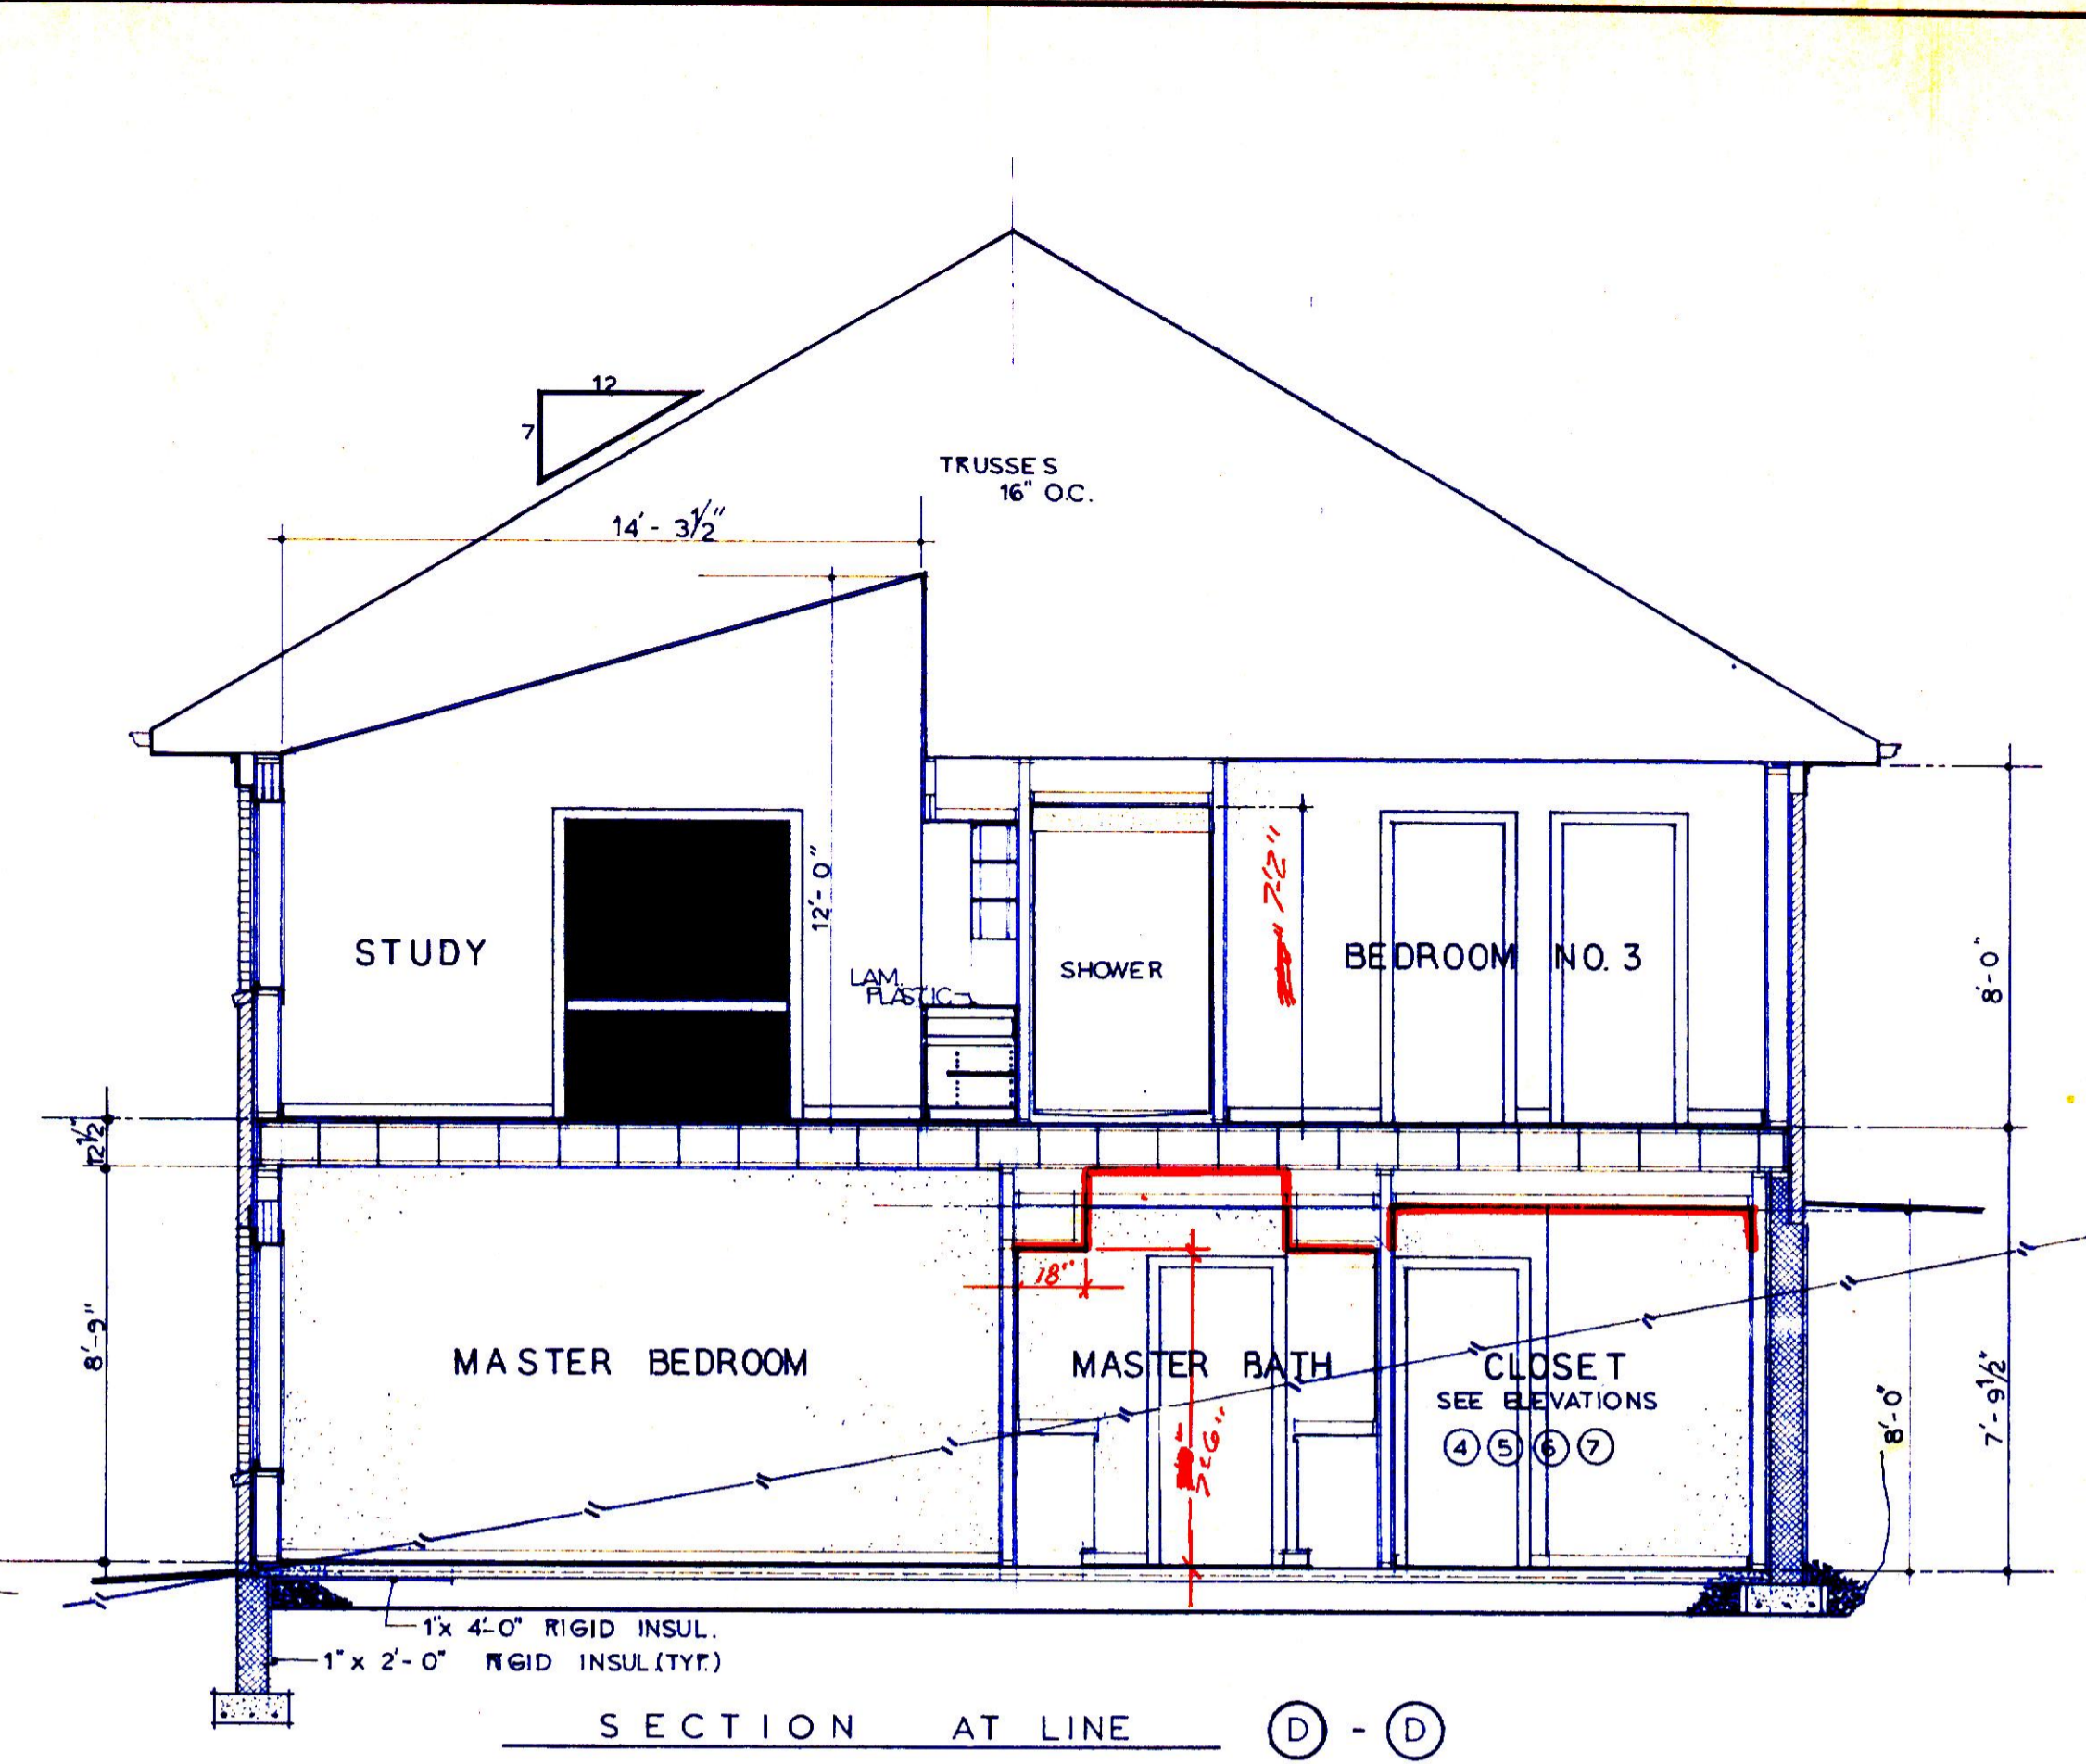 12
7
TRUSSES
16" O.C.
14'- 3½"
12'-0"
7'-2"
STUDY
LAM.
PLASTIC
SHOWER
BEDROOM NO. 3
8'-0"
12½"
18"
8'-9"
MASTER BEDROOM
MASTER BATH
CLOSET
SEE ELEVATIONS
4 5 6 7
7'-6"
8'-0"
7'-9½"
1"x 4'-0" RIGID INSUL.
1" x 2'-0" RIGID INSUL.(TYP.)
SECTION AT LINE D - D